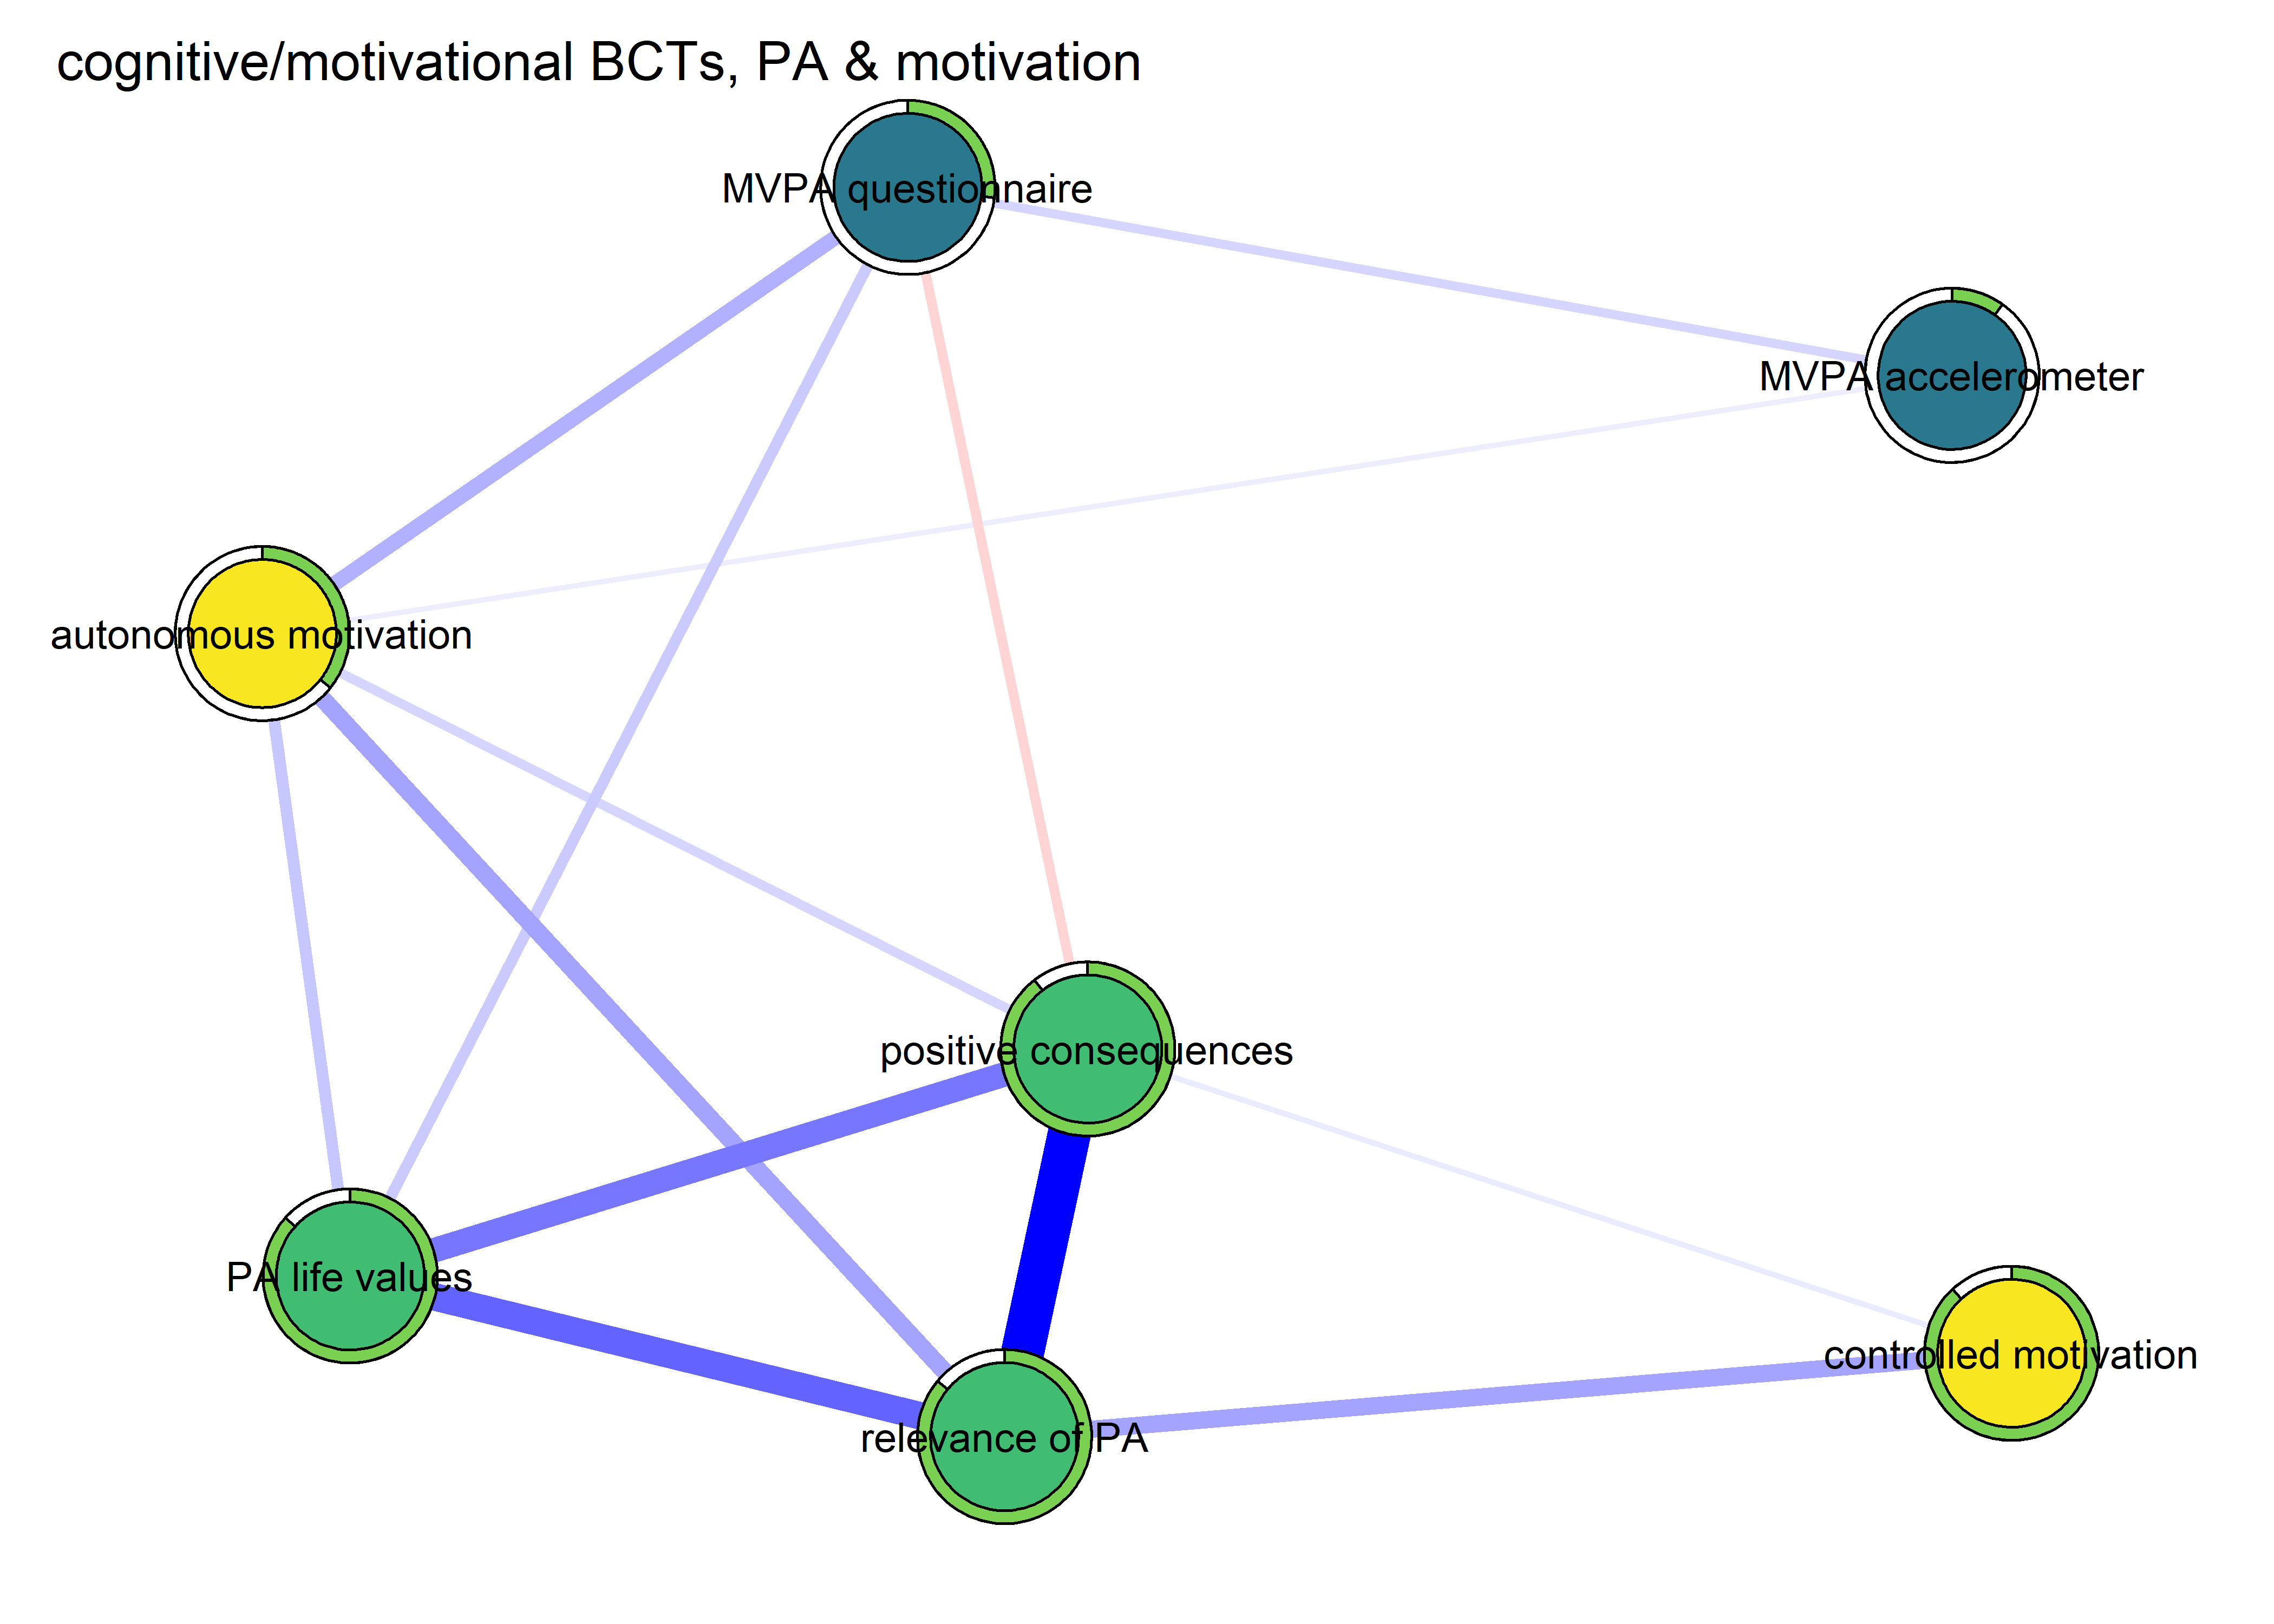 cognitive/motivational BCTs, PA & motivation
MVPA questionnaire
MVPA accelerometer
autonomous motivation
positive consequences
PA life values
controlled motivation
relevance of PA